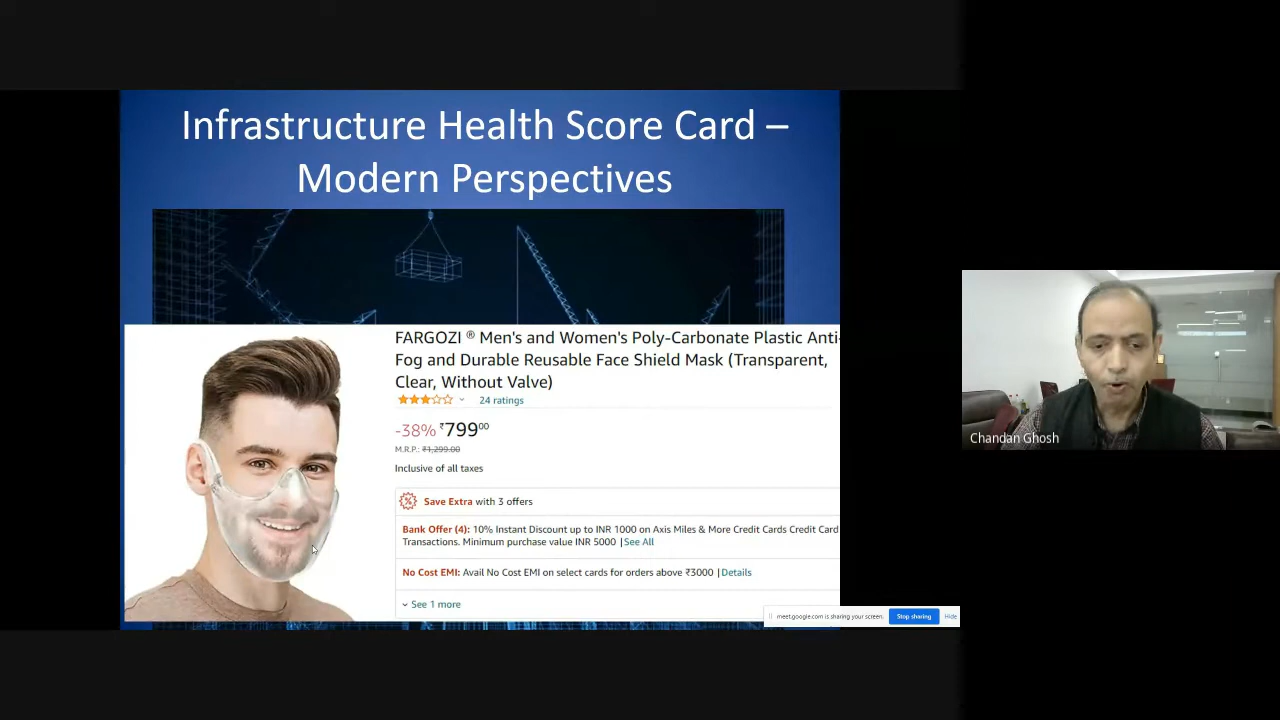 Infrastructure Health Score Card –
Modern Perspectives
FARGOZI ® Men's and Women's Poly-Carbonate Plastic Anti-
Fog and Durable Reusable Face Shield Mask (Transparent,
Clear, Without Valve)
24 ratings
-38% ₹79900
M.R.P.: ₹1,299.00
Inclusive of all taxes
Save Extra with 3 offers
Bank Offer (4): 10% Instant Discount up to INR 1000 on Axis Miles & More Credit Cards Credit Card
Transactions. Minimum purchase value INR 5000 | See All
No Cost EMI: Avail No Cost EMI on select cards for orders above ₹3000 | Details
See 1 more
meet.google.com is sharing your screen.
Stop sharing
Hide
Chandan Ghosh